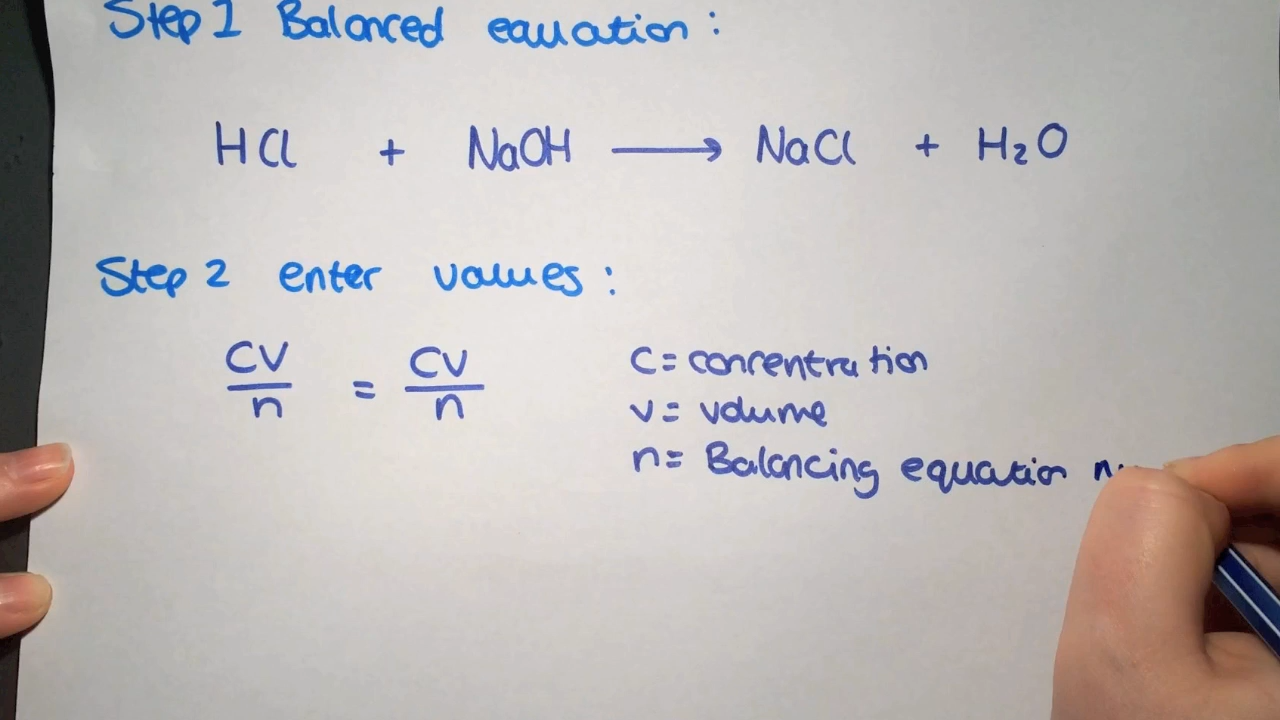 Step 1 Balanced equation:
HCl + NaOH → NaCl + H₂O
Step 2 enter values:
CV/n = CV/n
C = concentration
V = volume
n = Balancing equation